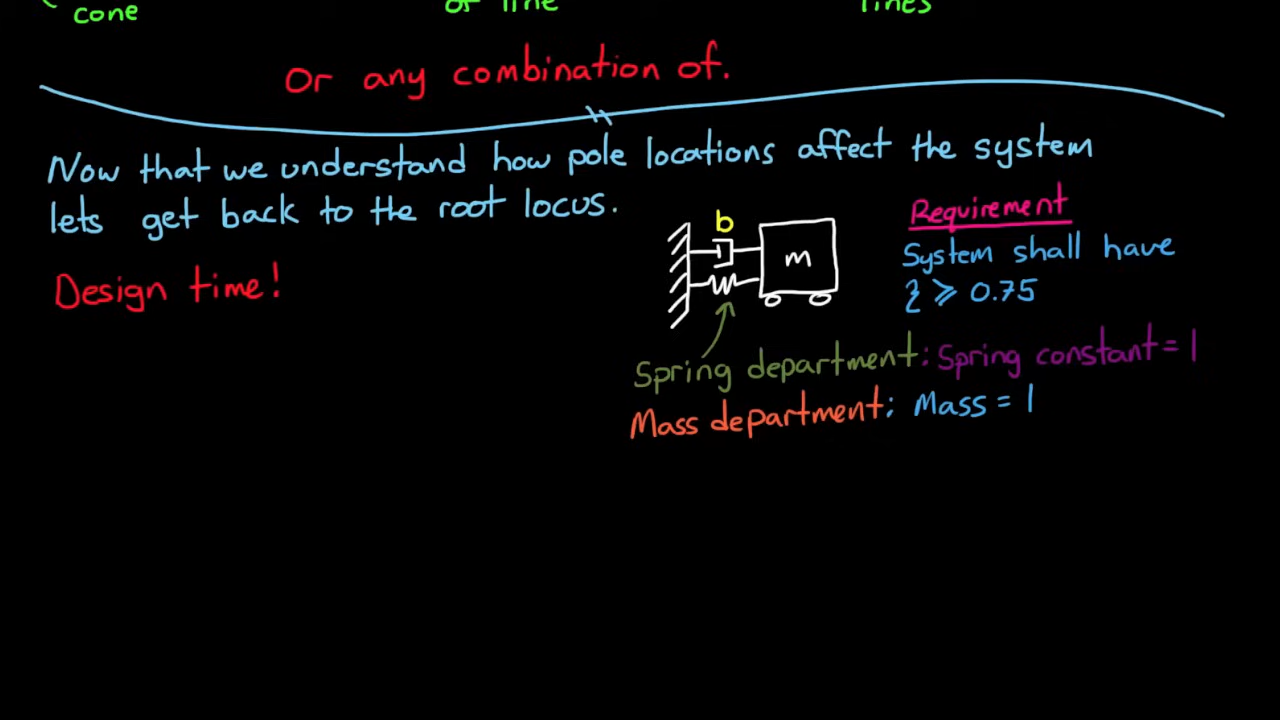 cone
of line
lines
Or any combination of.
Now that we understand how pole locations affect the system
lets get back to the root locus.
Design time!
b
m
Requirement
System shall have
ζ ≥ 0.75
Spring department: Spring constant = 1
Mass department: Mass = 1